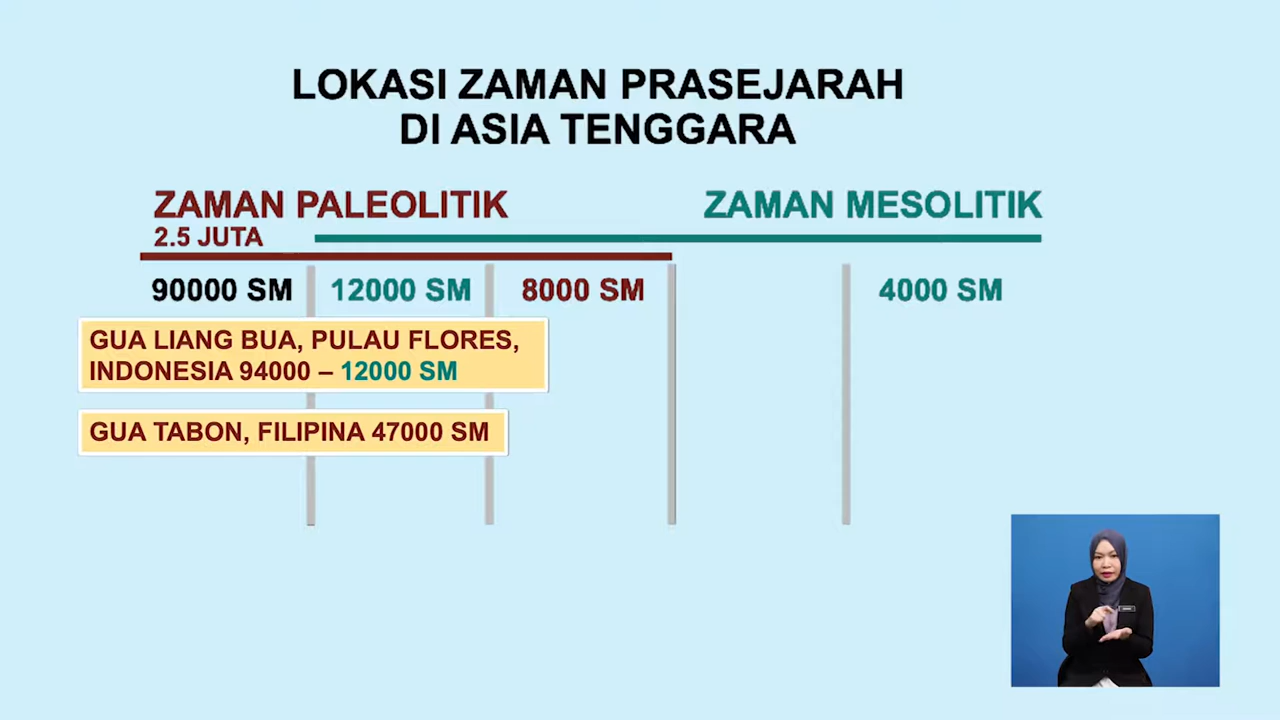 LOKASI ZAMAN PRASEJARAH
DI ASIA TENGGARA
ZAMAN PALEOLITIK
2.5 JUTA
ZAMAN MESOLITIK
90000 SM
12000 SM
8000 SM
4000 SM
GUA LIANG BUA, PULAU FLORES,
INDONESIA 94000 – 12000 SM
GUA TABON, FILIPINA 47000 SM